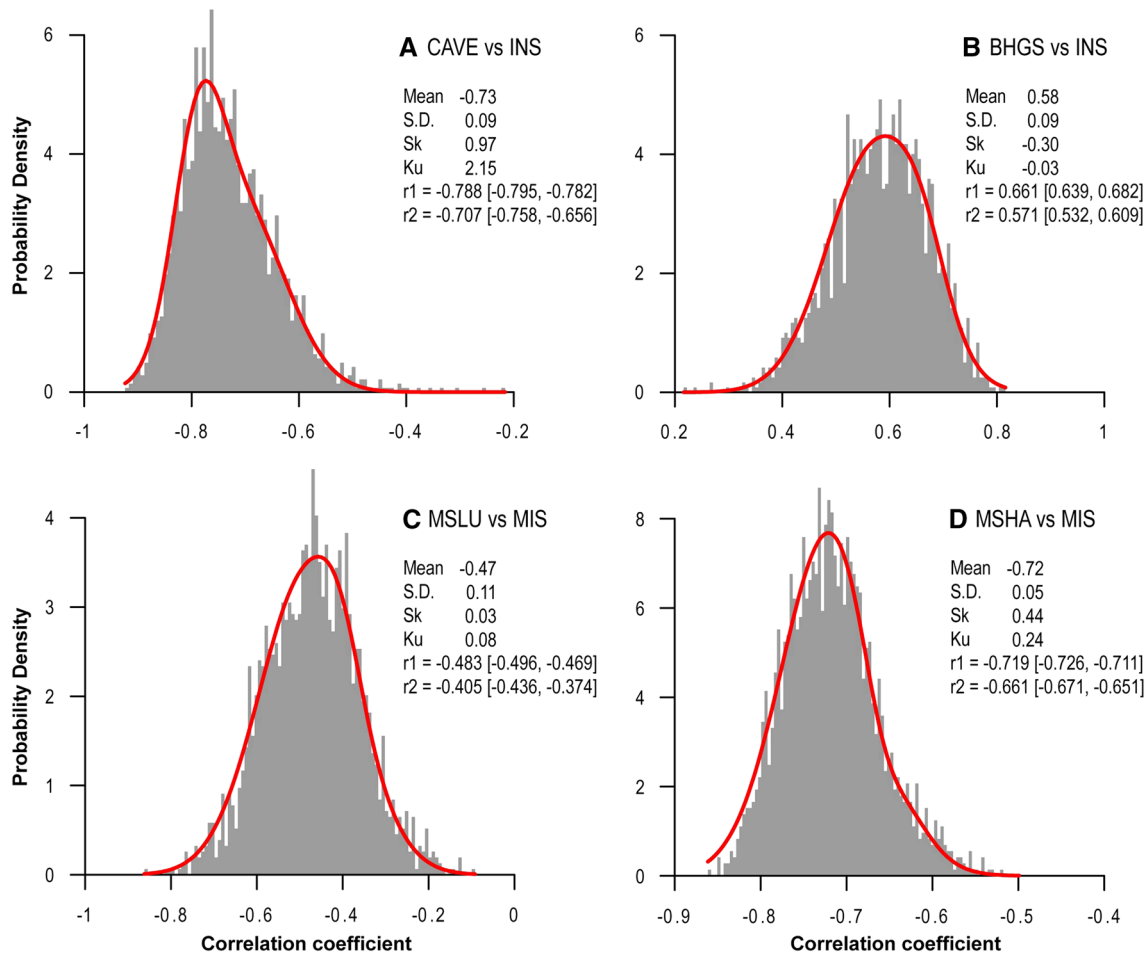 A CAVE vs INS
Mean -0.73
S.D. 0.09
Sk 0.97
Ku 2.15
r1 = -0.788 [-0.795, -0.782]
r2 = -0.707 [-0.758, -0.656]
Probability Density
6
4
2
0
-1 -0.8 -0.6 -0.4 -0.2
B BHGS vs INS
Mean 0.58
S.D. 0.09
Sk -0.30
Ku -0.03
r1 = 0.661 [0.639, 0.682]
r2 = 0.571 [0.532, 0.609]
6
4
2
0
0.2 0.4 0.6 0.8 1
C MSLU vs MIS
Mean -0.47
S.D. 0.11
Sk 0.03
Ku 0.08
r1 = -0.483 [-0.496, -0.469]
r2 = -0.405 [-0.436, -0.374]
Probability Density
4
3
2
1
0
-1 -0.8 -0.6 -0.4 -0.2 0
Correlation coefficient
D MSHA vs MIS
Mean -0.72
S.D. 0.05
Sk 0.44
Ku 0.24
r1 = -0.719 [-0.726, -0.711]
r2 = -0.661 [-0.671, -0.651]
8
6
4
2
0
-0.9 -0.8 -0.7 -0.6 -0.5 -0.4
Correlation coefficient